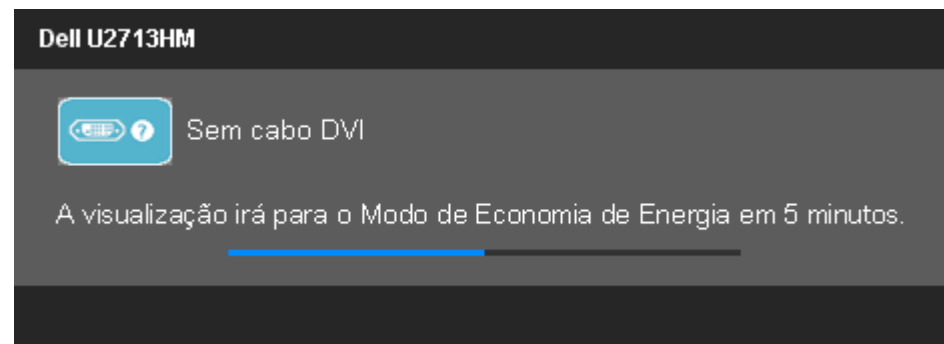 Dell U2713HM
Sem cabo DVI
A visualização irá para o Modo de Economia de Energia em 5 minutos.